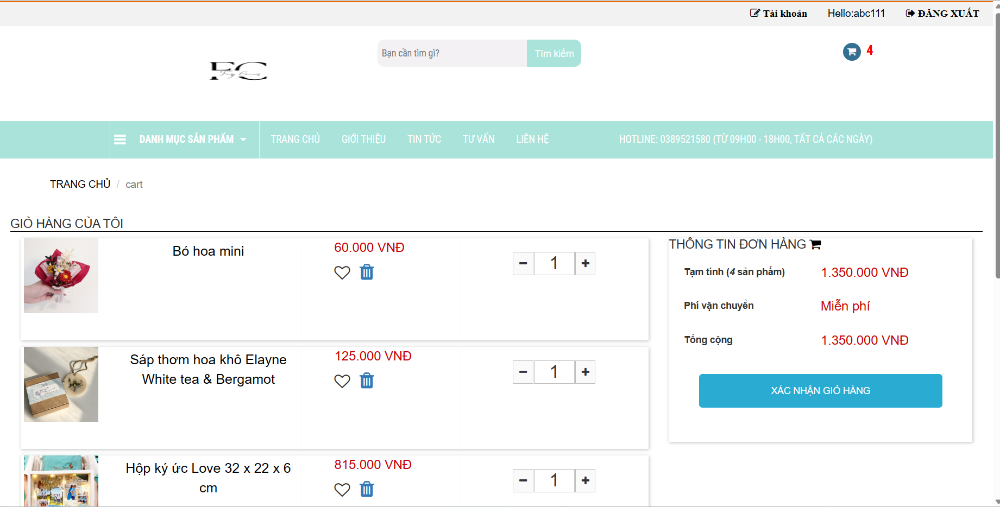 Tài khoản
Hello:abc111
ĐĂNG XUẤT
FC
Bạn cần tìm gì?
Tìm kiếm
4
DANH MỤC SẢN PHẨM
TRANG CHỦ
GIỚI THIỆU
TIN TỨC
TƯ VẤN
LIÊN HỆ
HOTLINE: 0389521580 (TỪ 09H00 - 18H00, TẤT CẢ CÁC NGÀY)
TRANG CHỦ / cart
GIỎ HÀNG CỦA TÔI
Bó hoa mini
60.000 VNĐ
− 1 +
Sáp thơm hoa khô Elayne
White tea & Bergamot
125.000 VNĐ
− 1 +
Hộp ký ức Love 32 x 22 x 6
cm
815.000 VNĐ
− 1 +
THÔNG TIN ĐƠN HÀNG
Tạm tính (4 sản phẩm)
1.350.000 VNĐ
Phí vận chuyển
Miễn phí
Tổng cộng
1.350.000 VNĐ
XÁC NHẬN GIỎ HÀNG